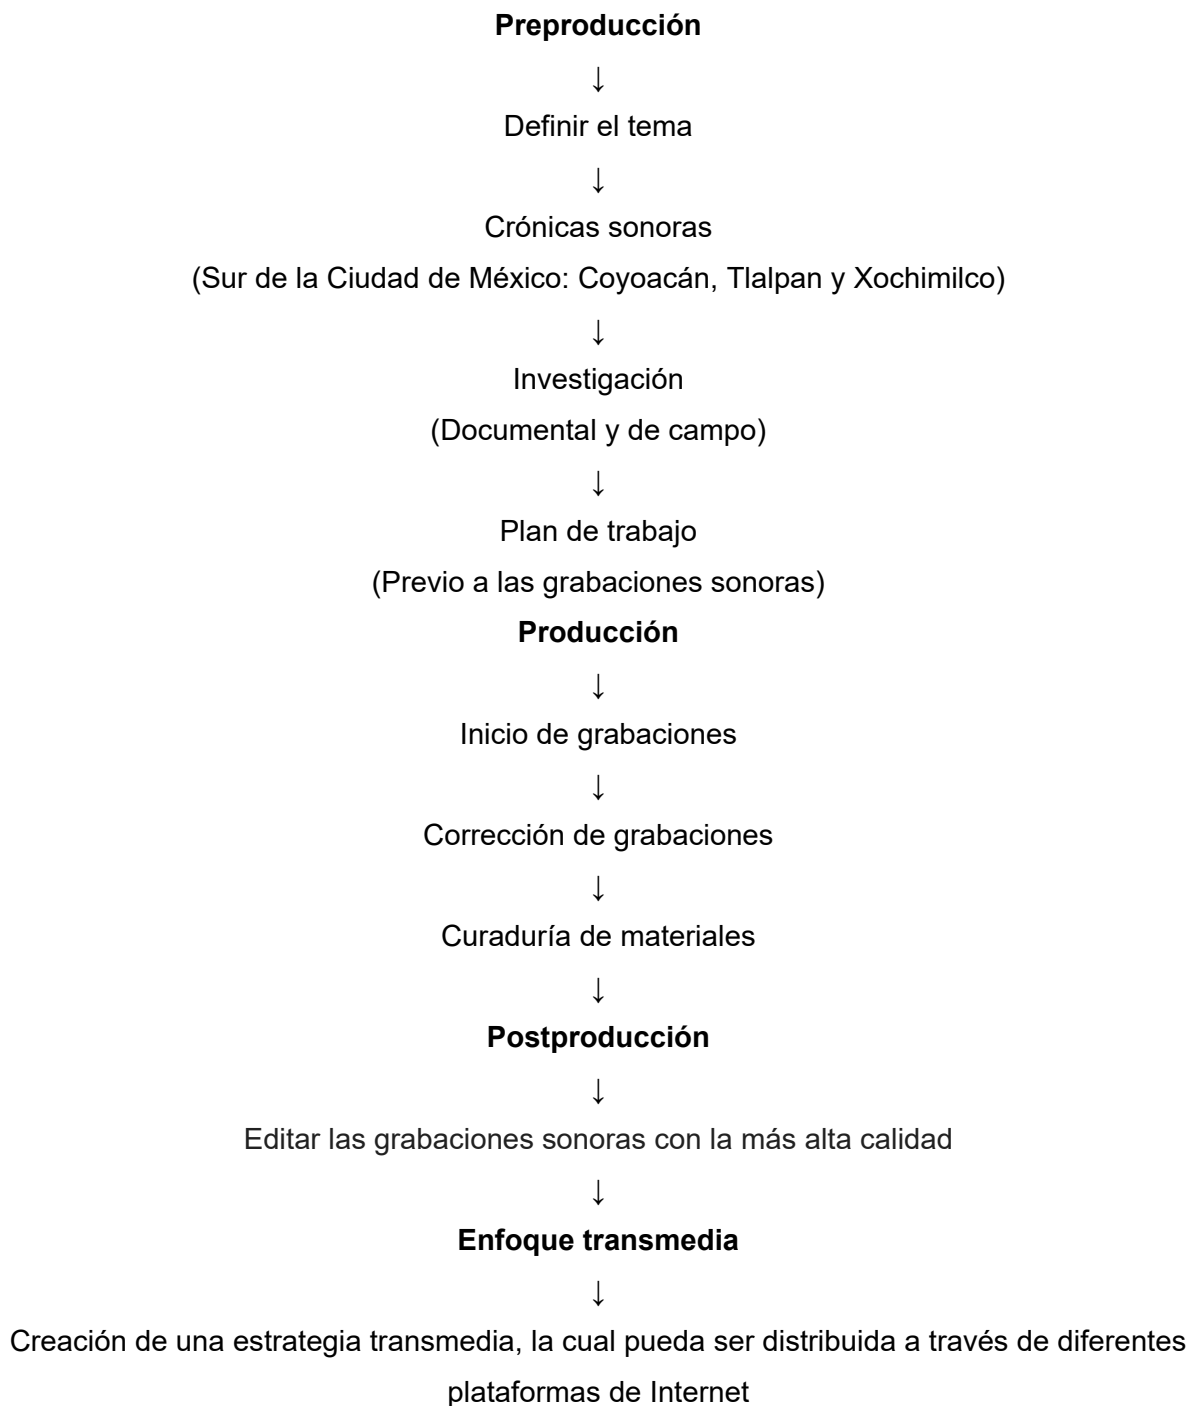 Preproducción
↓
Definir el tema
↓
Crónicas sonoras
(Sur de la Ciudad de México: Coyoacán, Tlalpan y Xochimilco)
↓
Investigación
(Documental y de campo)
↓
Plan de trabajo
(Previo a las grabaciones sonoras)
Producción
↓
Inicio de grabaciones
↓
Corrección de grabaciones
↓
Curaduría de materiales
↓
Postproducción
↓
Editar las grabaciones sonoras con la más alta calidad
↓
Enfoque transmedia
↓
Creación de una estrategia transmedia, la cual pueda ser distribuida a través de diferentes
plataformas de Internet